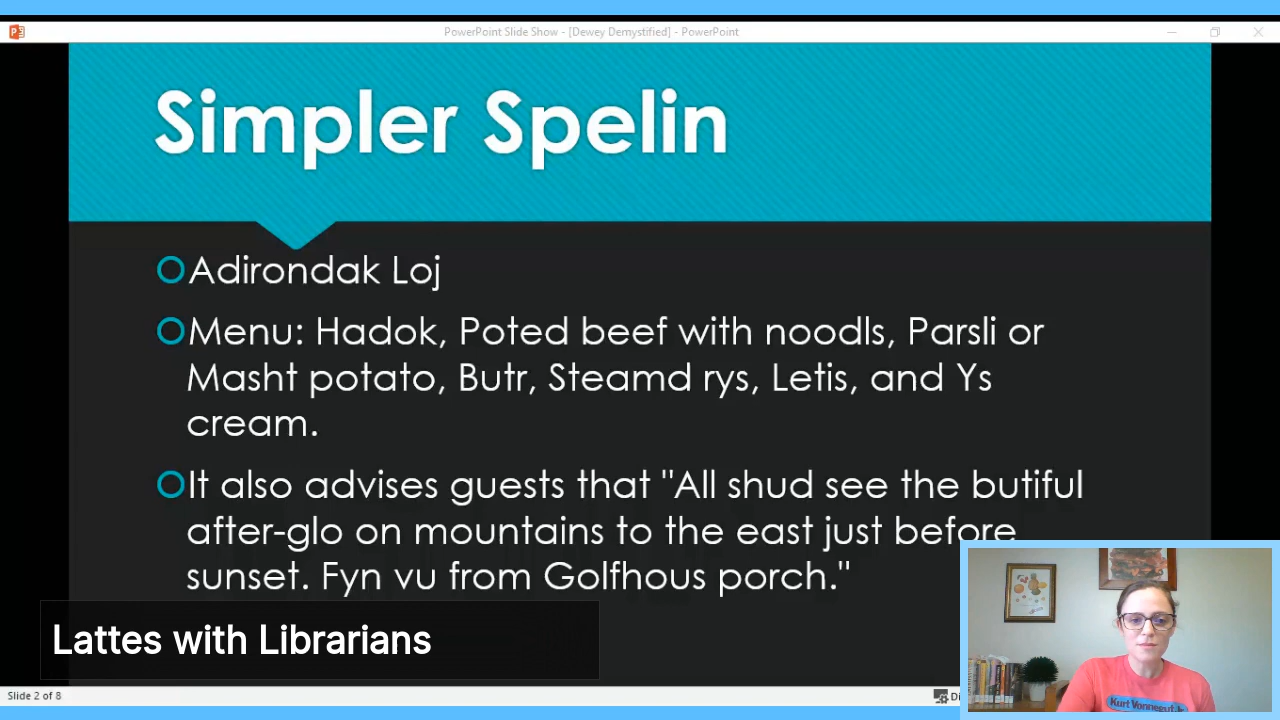 PowerPoint Slide Show - [Dewey Demystified] - PowerPoint
Simpler Spelin
Adirondak Loj
Menu: Hadok, Poted beef with noodls, Parsli or
Masht potato, Butr, Steamd rys, Letis, and Ys
cream.
It also advises guests that "All shud see the butiful
after-glo on mountains to the east just before
sunset. Fyn vu from Golfhous porch."
Lattes with Librarians
Kurt Vonnegut Jr.
Slide 2 of 8